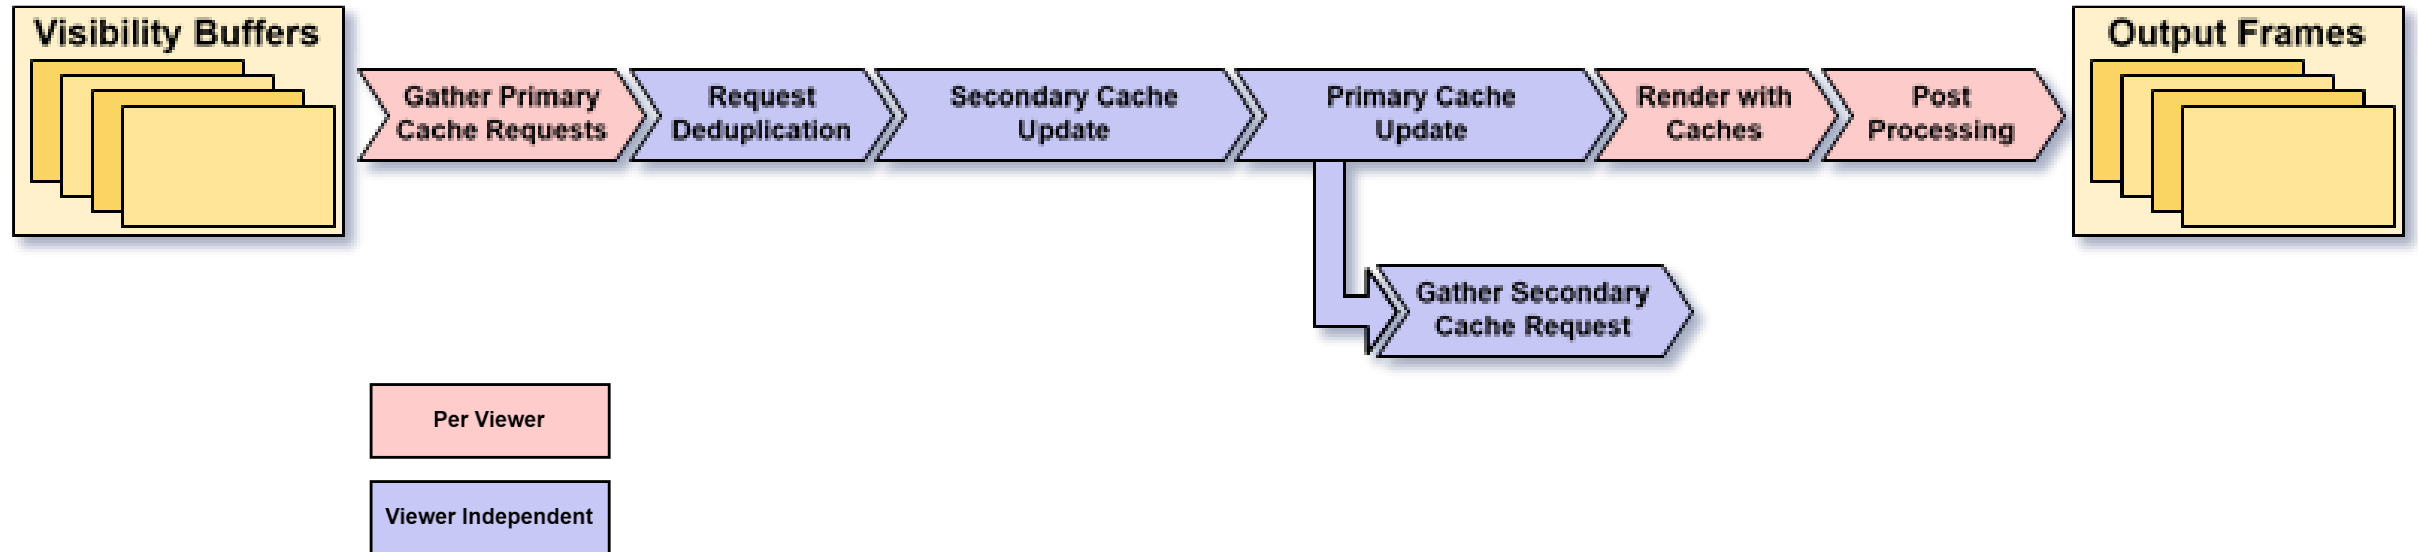 Visibility Buffers
Gather Primary
Cache Requests
Request
Deduplication
Secondary Cache
Update
Primary Cache
Update
Render with
Caches
Post
Processing
Output Frames
Gather Secondary
Cache Request
Per Viewer
Viewer Independent